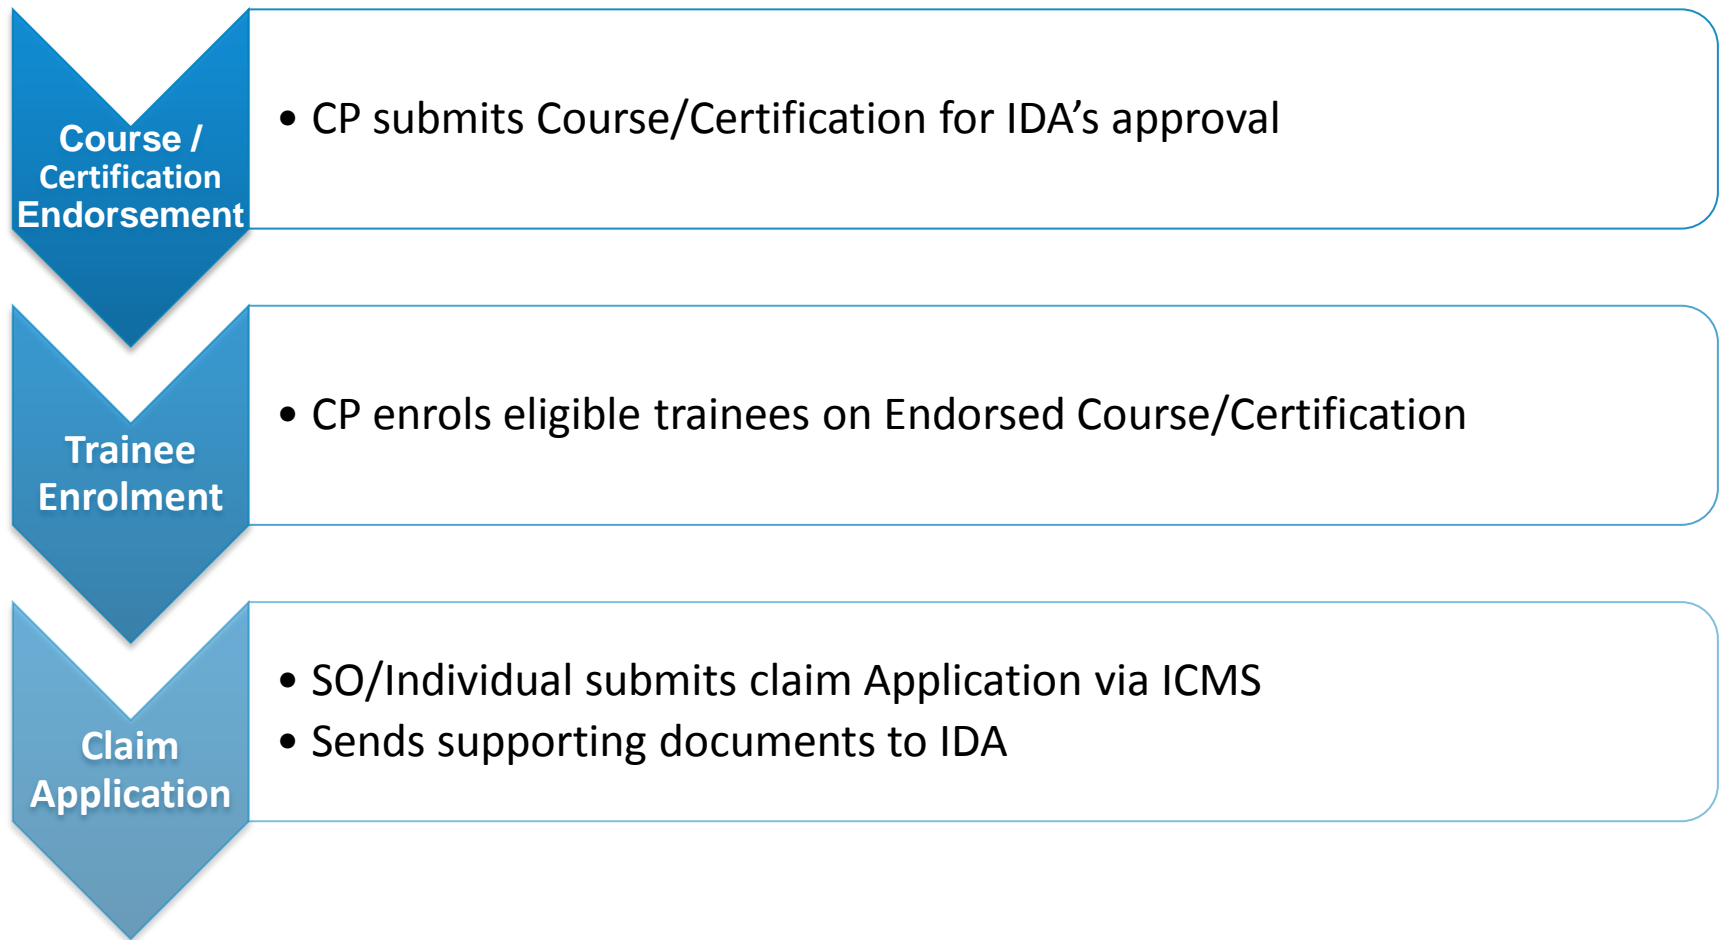 Course /
Certification
Endorsement
• CP submits Course/Certification for IDA’s approval
Trainee
Enrolment
• CP enrols eligible trainees on Endorsed Course/Certification
Claim
Application
• SO/Individual submits claim Application via ICMS
• Sends supporting documents to IDA